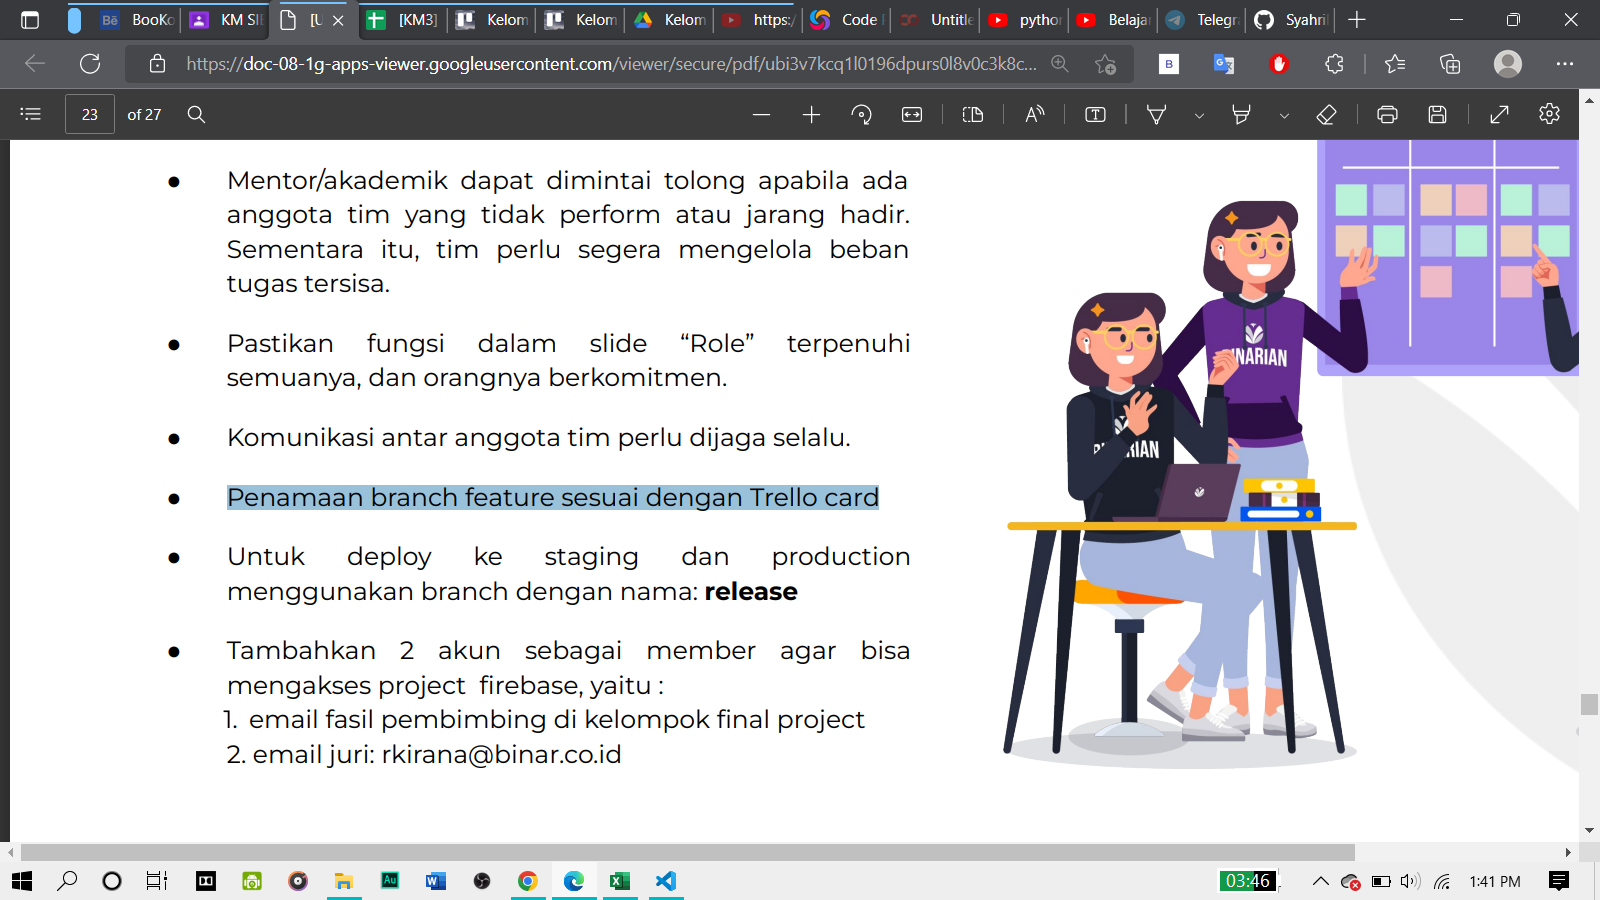 BooKo
KM SIB
[U
[KM3]
Kelom
Kelom
Kelom
https:/
Code
Untitle
python
Belaja
Telegr
Syahril
https://doc-08-1g-apps-viewer.googleusercontent.com/viewer/secure/pdf/ubi3v7kcq1l0196dpurs0l8v0c3k8c...
23 of 27
● Mentor/akademik dapat dimintai tolong apabila ada
anggota tim yang tidak perform atau jarang hadir.
Sementara itu, tim perlu segera mengelola beban
tugas tersisa.
● Pastikan fungsi dalam slide “Role” terpenuhi
semuanya, dan orangnya berkomitmen.
● Komunikasi antar anggota tim perlu dijaga selalu.
● Penamaan branch feature sesuai dengan Trello card
● Untuk deploy ke staging dan production
menggunakan branch dengan nama: release
● Tambahkan 2 akun sebagai member agar bisa
mengakses project firebase, yaitu :
1. email fasil pembimbing di kelompok final project
2. email juri: rkirana@binar.co.id
03:46
1:41 PM